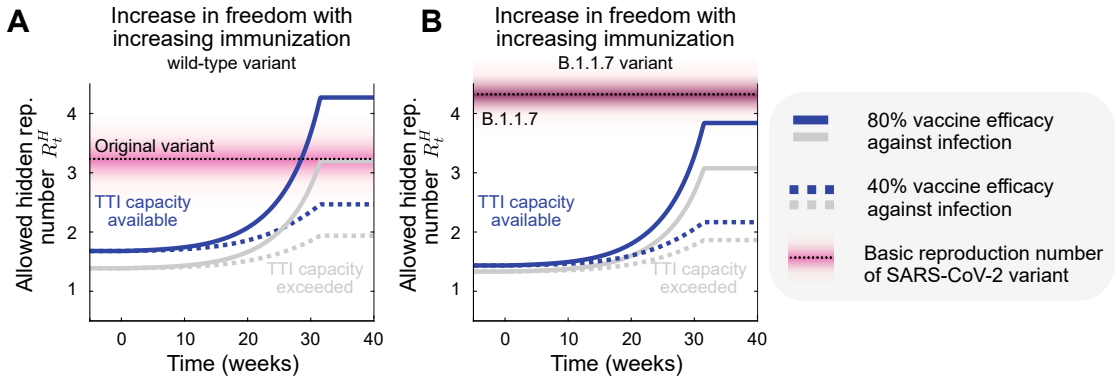 A
Increase in freedom with
increasing immunization
wild-type variant
Allowed hidden rep.
number R_t^H
4
3
2
1
Original variant
TTI capacity
available
TTI capacity
exceeded
0
10
20
30
40
Time (weeks)
B
Increase in freedom with
increasing immunization
B.1.1.7 variant
Allowed hidden rep.
number R_t^H
4
3
2
1
B.1.1.7
TTI capacity
available
TTI capacity
exceeded
0
10
20
30
40
Time (weeks)
80% vaccine efficacy
against infection
40% vaccine efficacy
against infection
Basic reproduction number
of SARS-CoV-2 variant